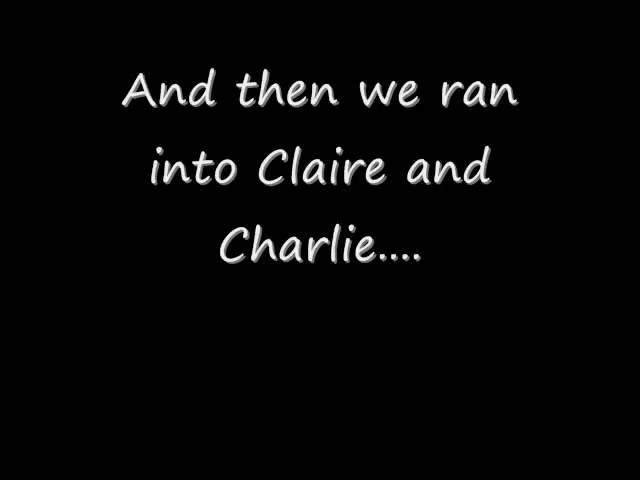 And then we ran
into Claire and
Charlie....